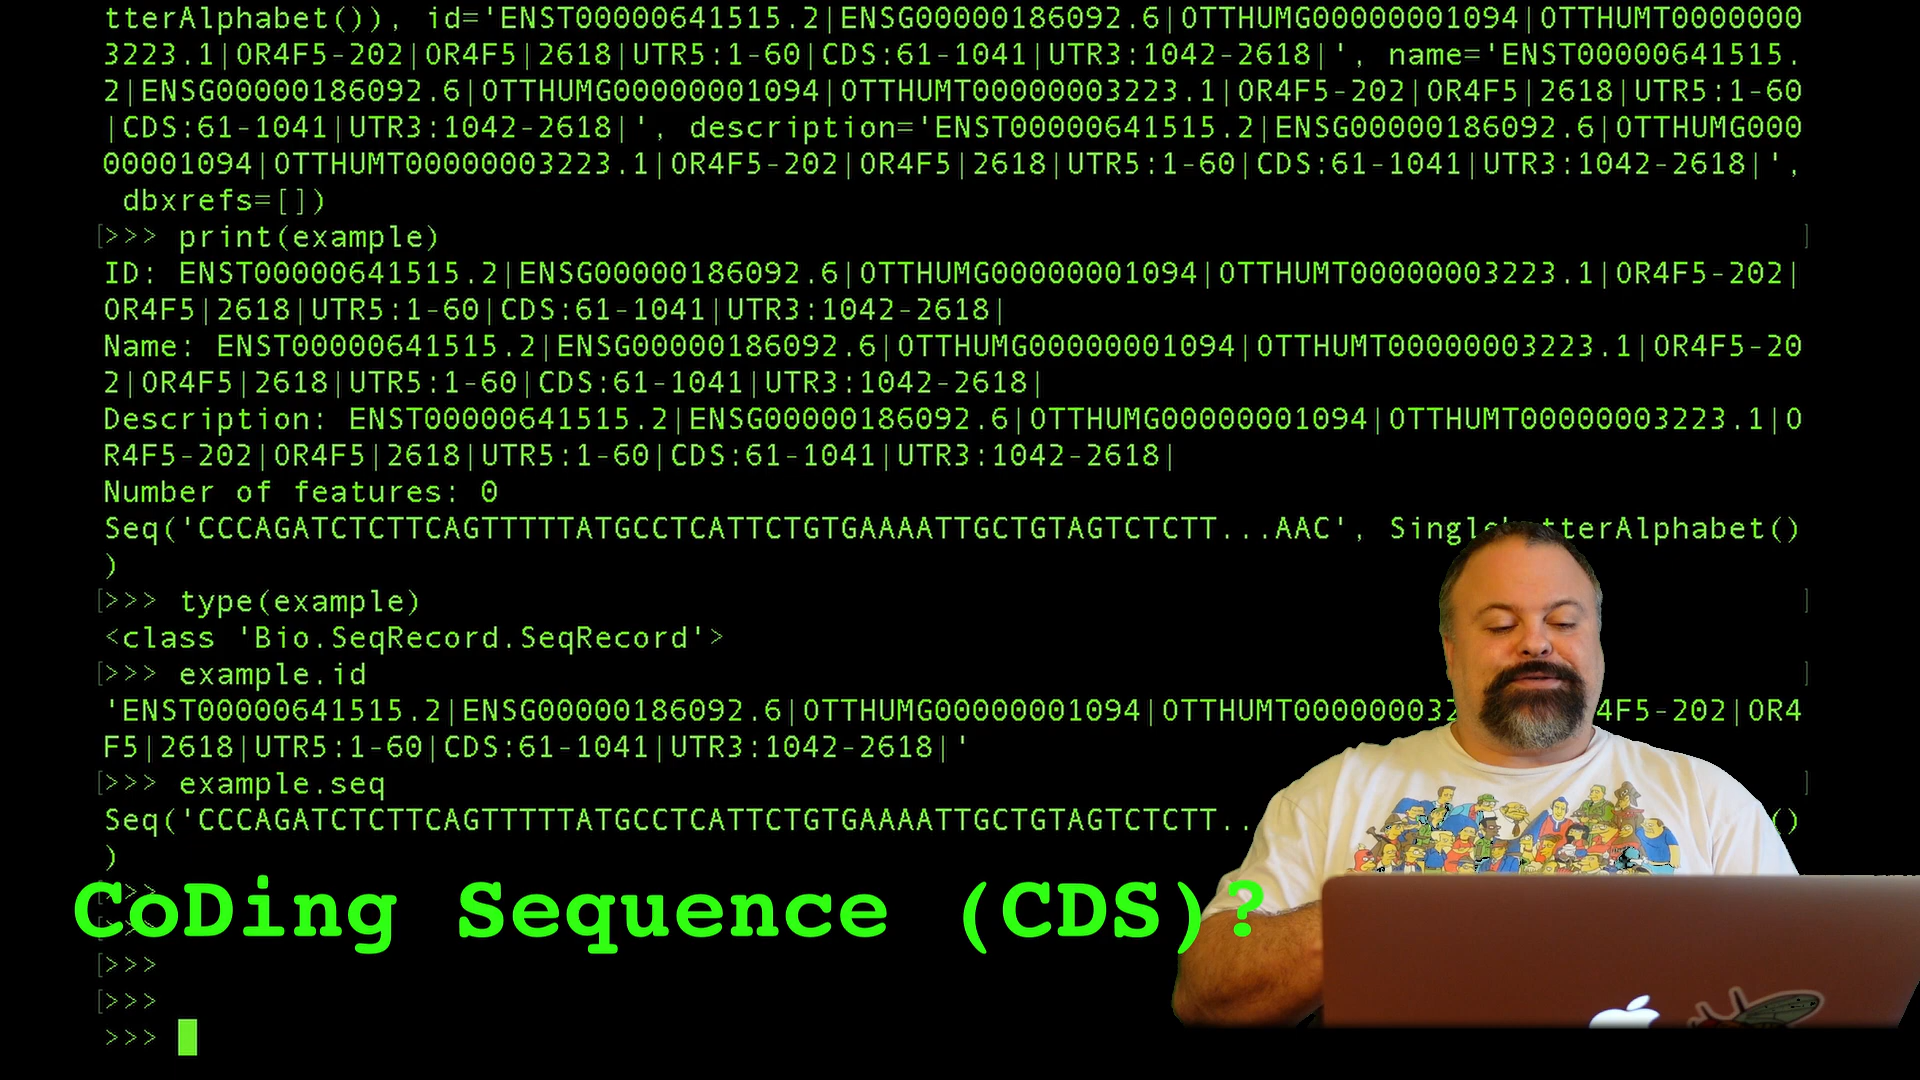 tterAlphabet()), id='ENST00000641515.2|ENSG00000186092.6|OTTHUMG00000001094|OTTHUMT0000000
3223.1|OR4F5-202|OR4F5|2618|UTR5:1-60|CDS:61-1041|UTR3:1042-2618|', name='ENST00000641515.
2|ENSG00000186092.6|OTTHUMG00000001094|OTTHUMT00000003223.1|OR4F5-202|OR4F5|2618|UTR5:1-60
|CDS:61-1041|UTR3:1042-2618|', description='ENST00000641515.2|ENSG00000186092.6|OTTHUMG000
00001094|OTTHUMT00000003223.1|OR4F5-202|OR4F5|2618|UTR5:1-60|CDS:61-1041|UTR3:1042-2618|',
 dbxrefs=[])
[>>> print(example) ]
ID: ENST00000641515.2|ENSG00000186092.6|OTTHUMG00000001094|OTTHUMT00000003223.1|OR4F5-202|
OR4F5|2618|UTR5:1-60|CDS:61-1041|UTR3:1042-2618|
Name: ENST00000641515.2|ENSG00000186092.6|OTTHUMG00000001094|OTTHUMT00000003223.1|OR4F5-20
2|OR4F5|2618|UTR5:1-60|CDS:61-1041|UTR3:1042-2618|
Description: ENST00000641515.2|ENSG00000186092.6|OTTHUMG00000001094|OTTHUMT00000003223.1|O
R4F5-202|OR4F5|2618|UTR5:1-60|CDS:61-1041|UTR3:1042-2618|
Number of features: 0
Seq('CCCAGATCTCTTCAGTTTTTATGCCTCATTCTGTGAAAATTGCTGTAGTCTCTT...AAC', SingleLetterAlphabet()
)
[>>> type(example) ]
<class 'Bio.SeqRecord.SeqRecord'>
[>>> example.id ]
'ENST00000641515.2|ENSG00000186092.6|OTTHUMG00000001094|OTTHUMT000000032 4F5-202|OR4
F5|2618|UTR5:1-60|CDS:61-1041|UTR3:1042-2618|'
[>>> example.seq ]
Seq('CCCAGATCTCTTCAGTTTTTATGCCTCATTCTGTGAAAATTGCTGTAGTCTCTT.. ()
)
[>>>
CoDing Sequence (CDS)?
[>>>
[>>>
[>>>
>>>